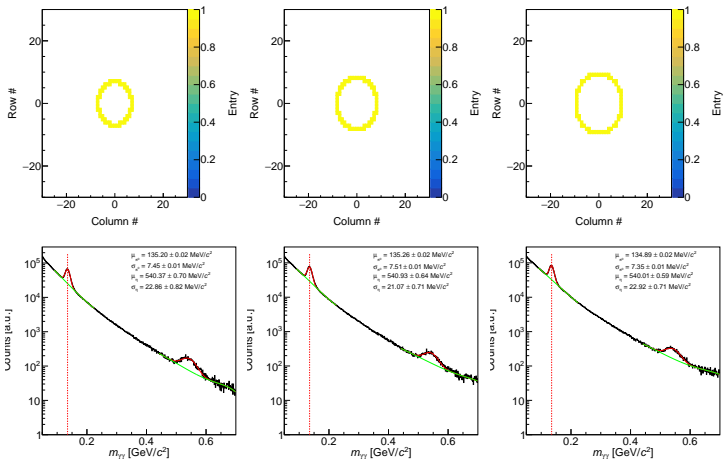 20
0
−20
−20 0 20
Row #
Column #
1
0.8
0.6
0.4
0.2
0
Entry
20
0
−20
−20 0 20
Row #
Column #
1
0.8
0.6
0.4
0.2
0
Entry
20
0
−20
−20 0 20
Row #
Column #
1
0.8
0.6
0.4
0.2
0
Entry
Counts [a.u.]
10⁵
10⁴
10³
10²
10
1
μπ⁰ = 135.20 ± 0.02 MeV/c²
σπ⁰ = 7.45 ± 0.01 MeV/c²
μη = 540.37 ± 0.70 MeV/c²
ση = 22.86 ± 0.82 MeV/c²
0.2 0.4 0.6
mγγ [GeV/c²]
Counts [a.u.]
10⁵
10⁴
10³
10²
10
1
μπ⁰ = 135.26 ± 0.02 MeV/c²
σπ⁰ = 7.51 ± 0.01 MeV/c²
μη = 540.93 ± 0.64 MeV/c²
ση = 21.07 ± 0.71 MeV/c²
0.2 0.4 0.6
mγγ [GeV/c²]
Counts [a.u.]
10⁵
10⁴
10³
10²
10
1
μπ⁰ = 134.89 ± 0.02 MeV/c²
σπ⁰ = 7.35 ± 0.01 MeV/c²
μη = 540.01 ± 0.59 MeV/c²
ση = 22.92 ± 0.71 MeV/c²
0.2 0.4 0.6
mγγ [GeV/c²]